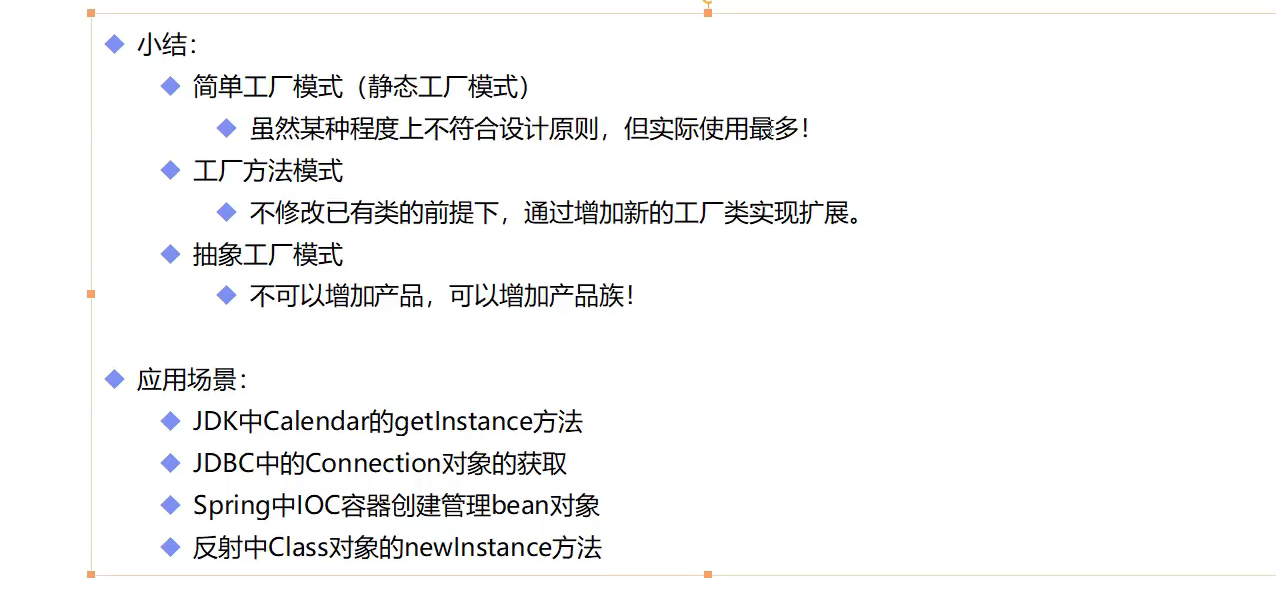 小结：
简单工厂模式（静态工厂模式）
虽然某种程度上不符合设计原则，但实际使用最多！
工厂方法模式
不修改已有类的前提下，通过增加新的工厂类实现扩展。
抽象工厂模式
不可以增加产品，可以增加产品族！
应用场景：
JDK中Calendar的getInstance方法
JDBC中的Connection对象的获取
Spring中IOC容器创建管理bean对象
反射中Class对象的newInstance方法